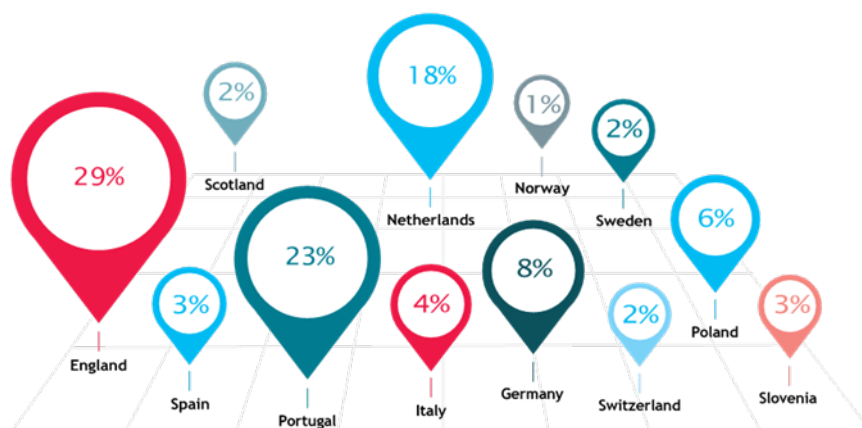 2%
Scotland
18%
Netherlands
1%
Norway
2%
Sweden
29%
England
3%
Spain
23%
Portugal
4%
Italy
8%
Germany
2%
Switzerland
6%
Poland
3%
Slovenia